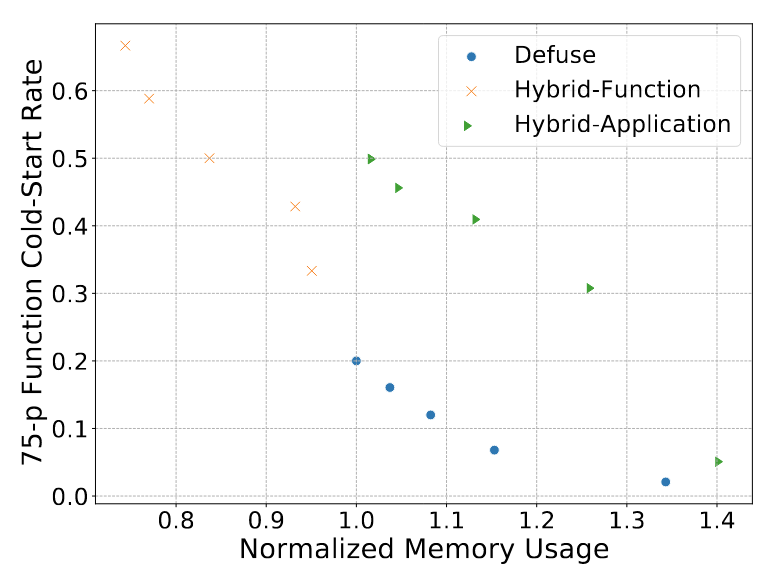 Defuse
Hybrid-Function
Hybrid-Application
75-p Function Cold-Start Rate
0.6
0.5
0.4
0.3
0.2
0.1
0.0
0.8 0.9 1.0 1.1 1.2 1.3 1.4
Normalized Memory Usage